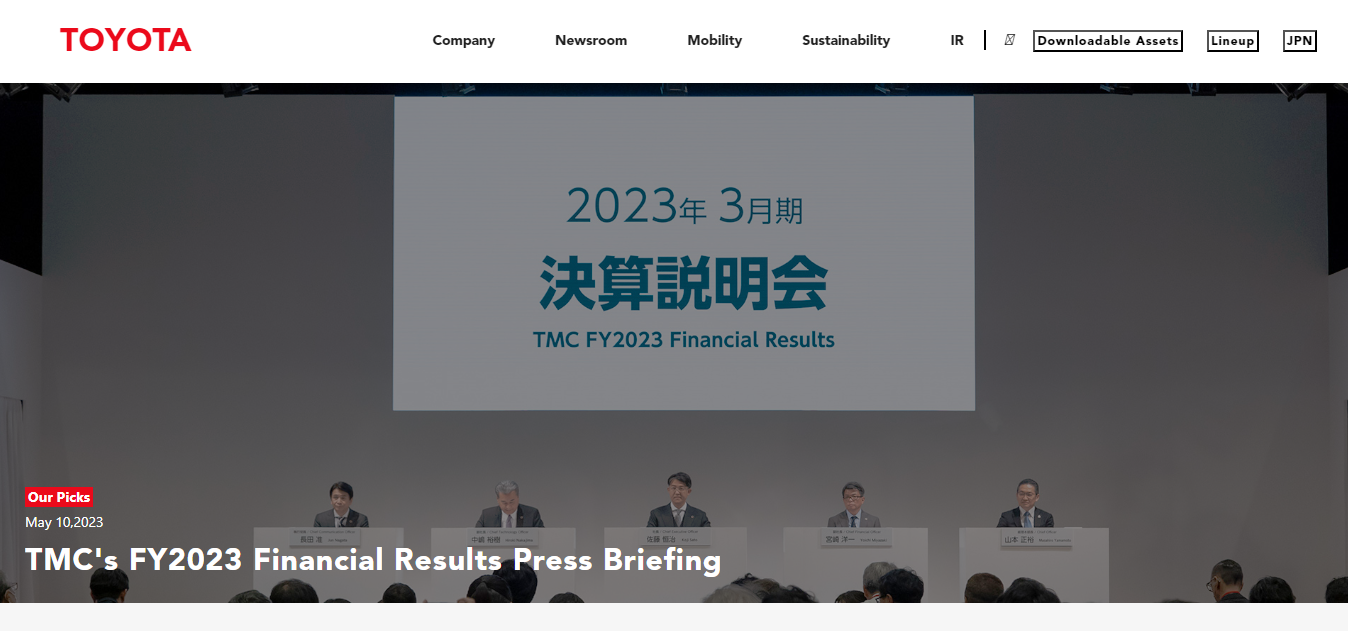 TOYOTA
Company Newsroom Mobility Sustainability IR Downloadable Assets Lineup JPN
2023年 3月期
決算説明会
TMC FY2023 Financial Results
Our Picks
May 10,2023
長田 准 中嶋 裕樹 佐藤 恒治 宮崎 洋一 山本 正裕
TMC's FY2023 Financial Results Press Briefing